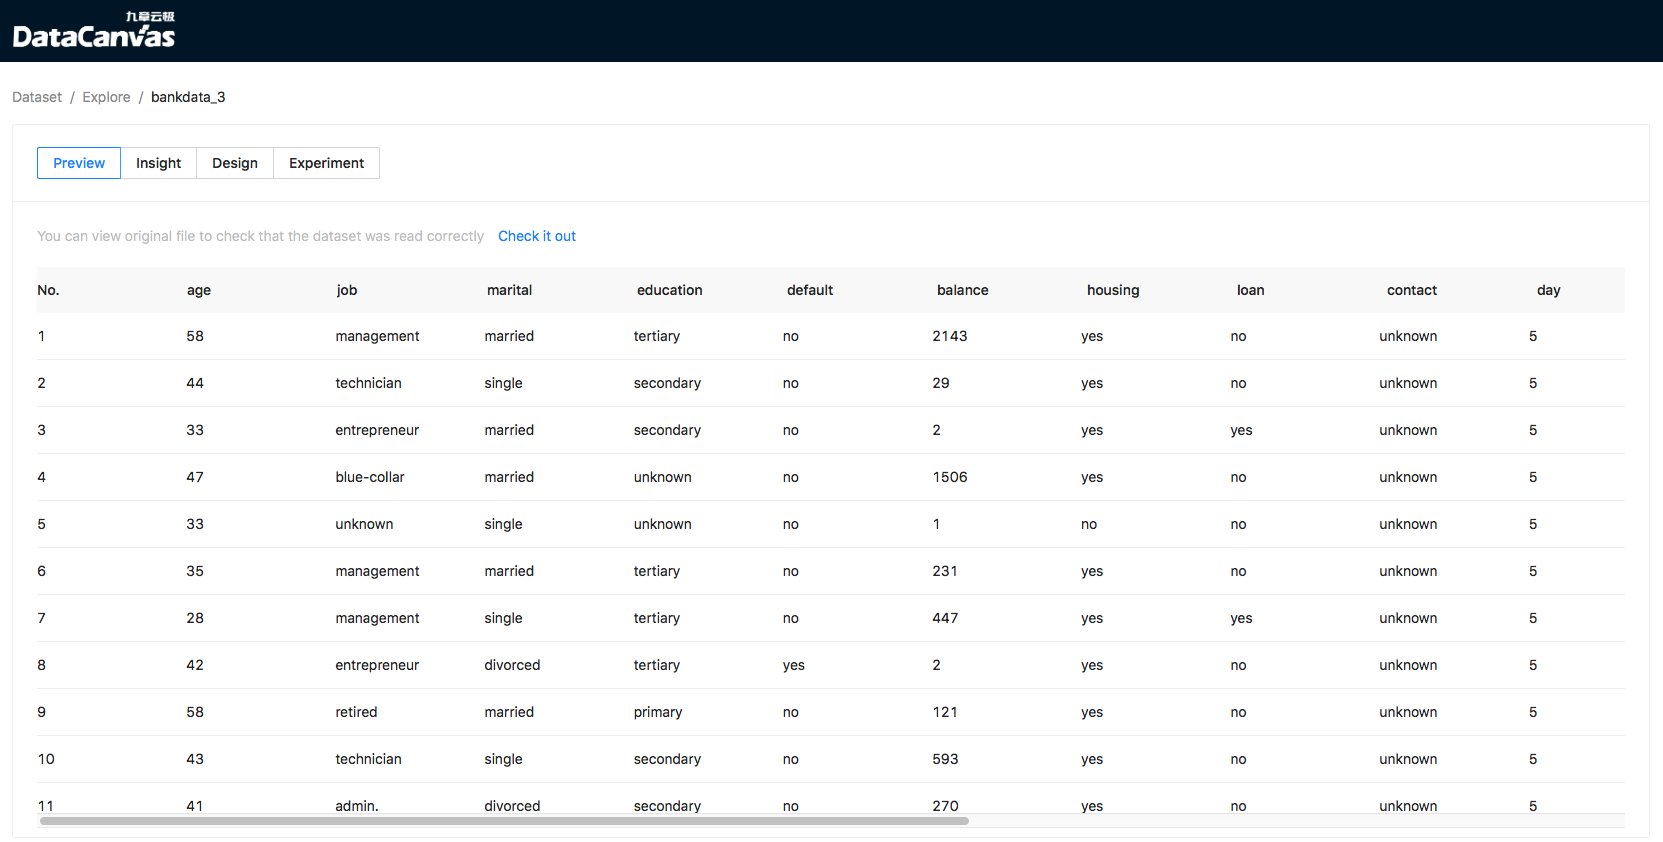 九章云极
DataCanvas
Dataset / Explore / bankdata_3
Preview Insight Design Experiment
You can view original file to check that the dataset was read correctly Check it out
No. age job marital education default balance housing loan contact day
1 58 management married tertiary no 2143 yes no unknown 5
2 44 technician single secondary no 29 yes no unknown 5
3 33 entrepreneur married secondary no 2 yes yes unknown 5
4 47 blue-collar married unknown no 1506 yes no unknown 5
5 33 unknown single unknown no 1 no no unknown 5
6 35 management married tertiary no 231 yes no unknown 5
7 28 management single tertiary no 447 yes yes unknown 5
8 42 entrepreneur divorced tertiary yes 2 yes no unknown 5
9 58 retired married primary no 121 yes no unknown 5
10 43 technician single secondary no 593 yes no unknown 5
11 41 admin. divorced secondary no 270 yes no unknown 5